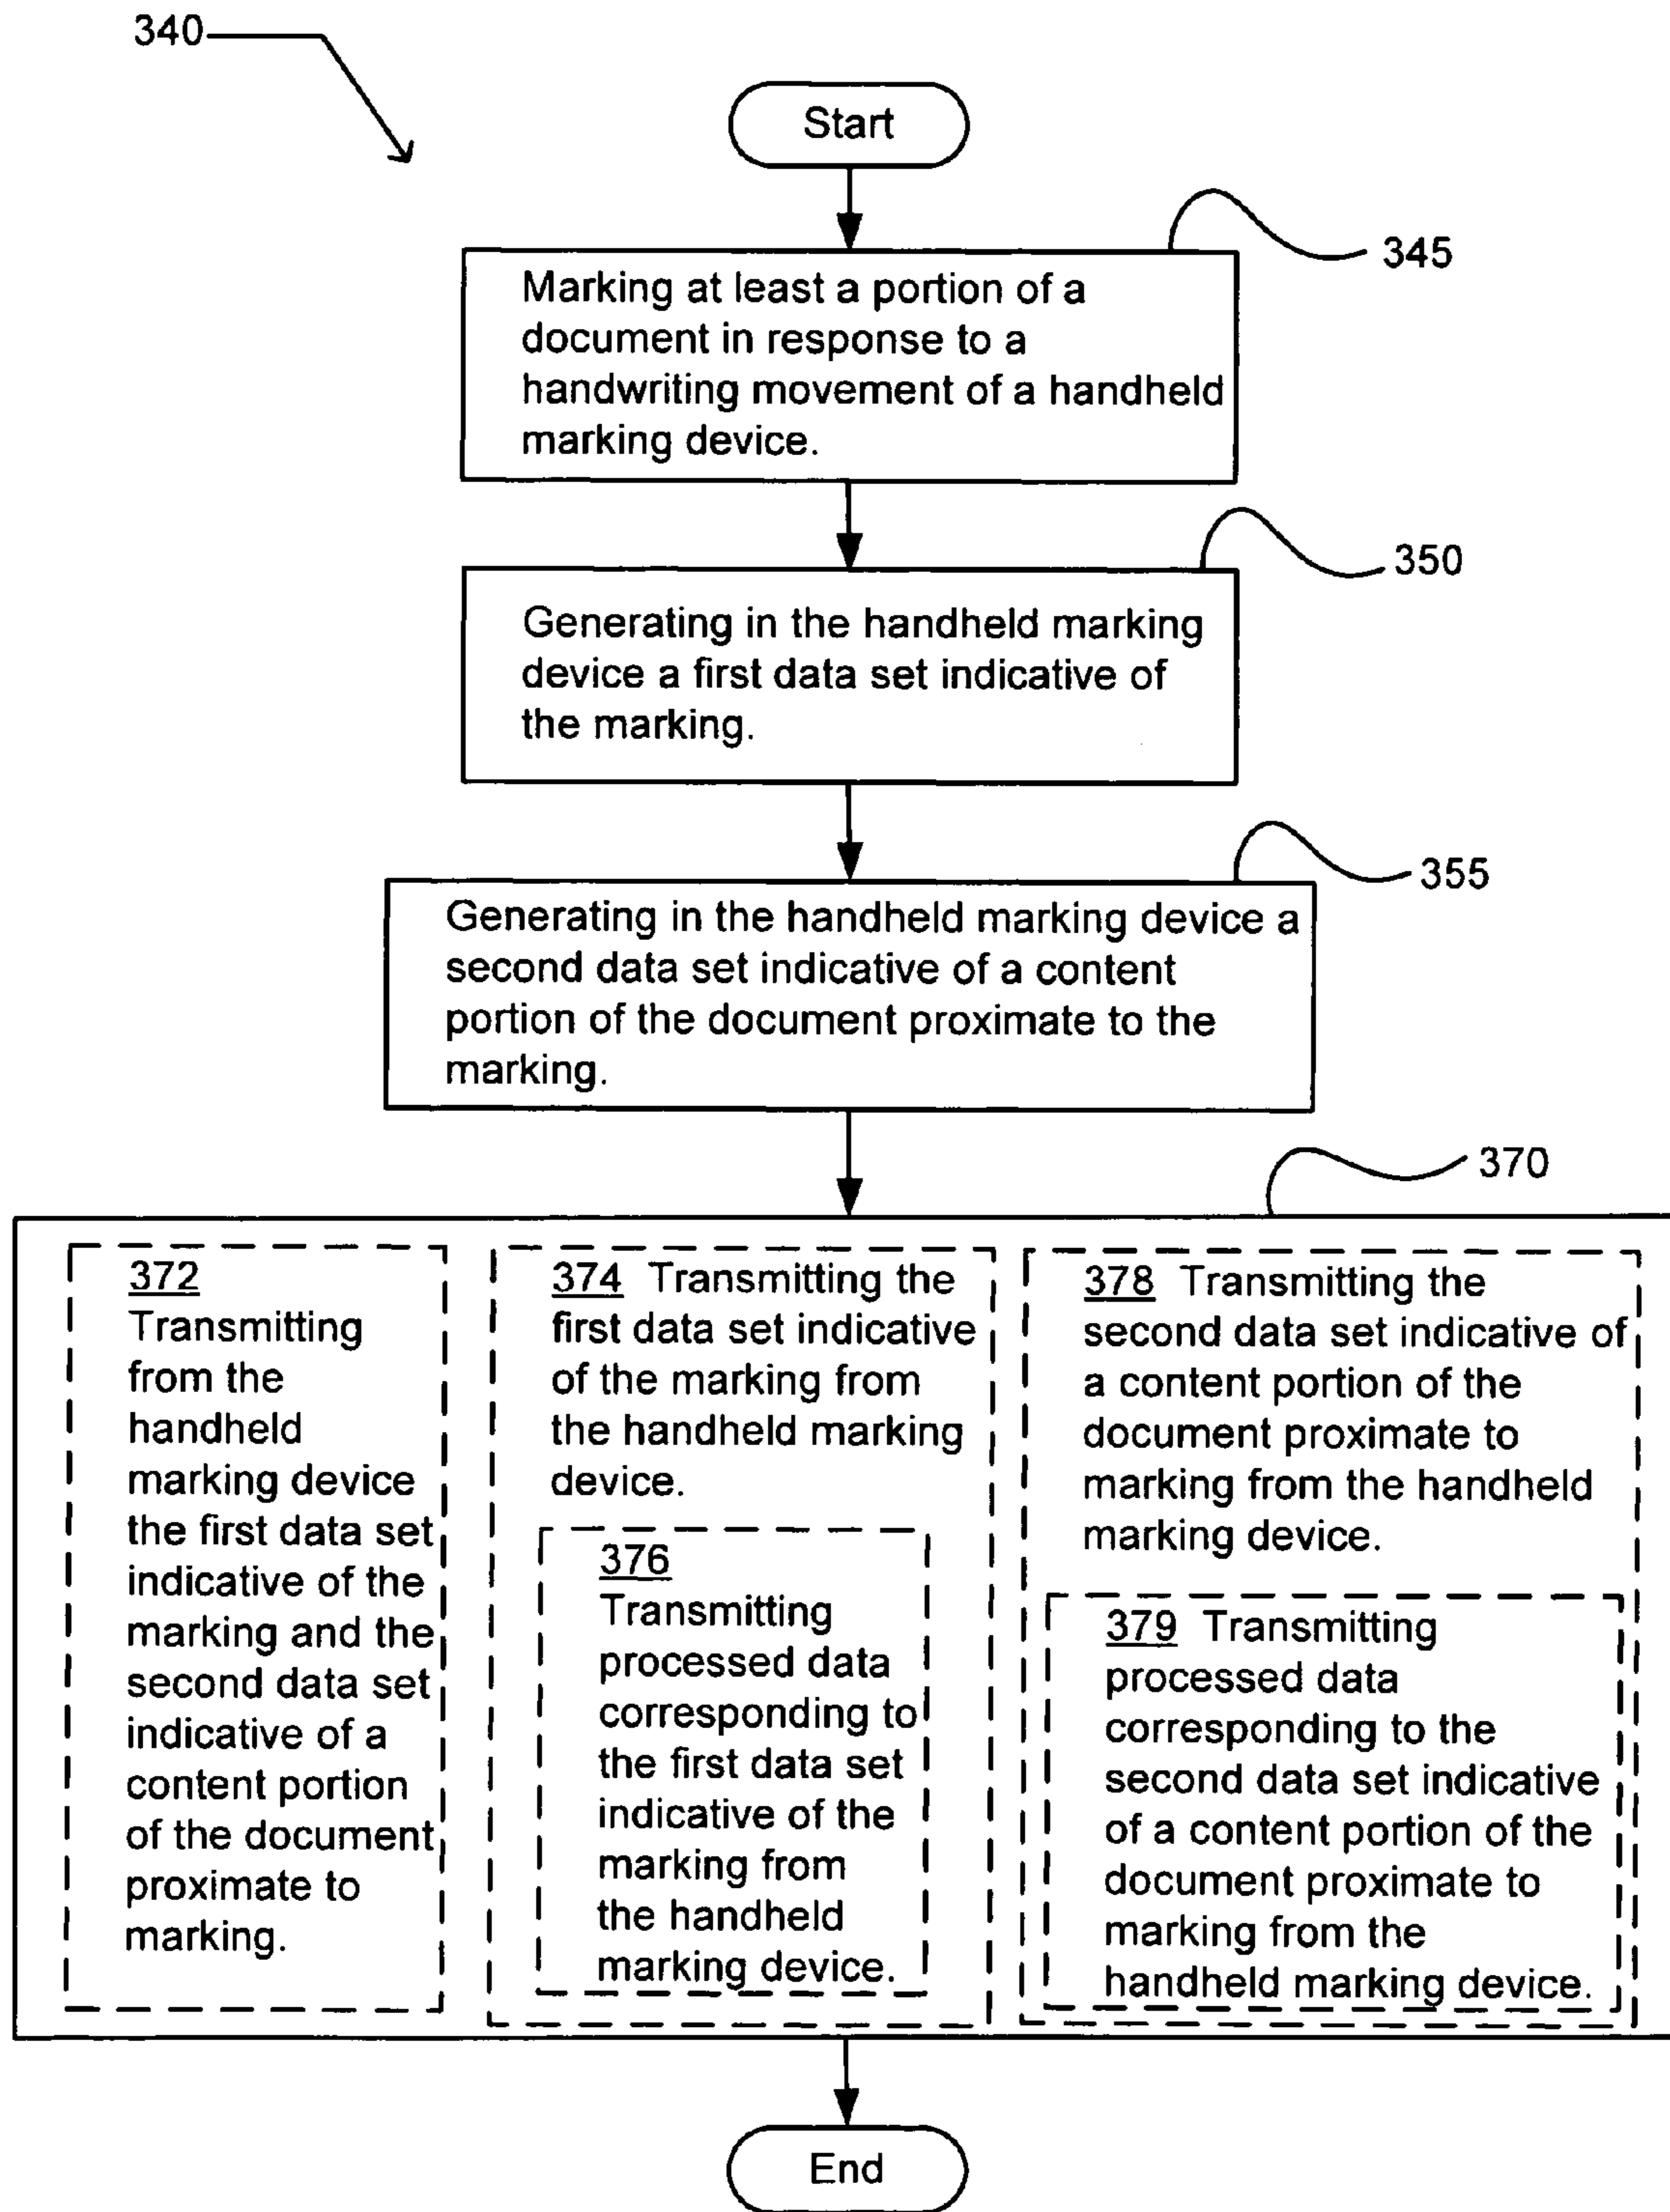 340
Start
345
Marking at least a portion of a
document in response to a
handwriting movement of a handheld
marking device.
350
Generating in the handheld marking
device a first data set indicative of
the marking.
355
Generating in the handheld marking device a
second data set indicative of a content
portion of the document proximate to the
marking.
370
372
Transmitting
from the
handheld
marking device
the first data set
indicative of the
marking and the
second data set
indicative of a
content portion
of the document
proximate to
marking.
374 Transmitting the
first data set indicative
of the marking from
the handheld marking
device.
376
Transmitting
processed data
corresponding to
the first data set
indicative of the
marking from
the handheld
marking device.
378 Transmitting the
second data set indicative of
a content portion of the
document proximate to
marking from the handheld
marking device.
379 Transmitting
processed data
corresponding to the
second data set indicative
of a content portion of the
document proximate to
marking from the
handheld marking device.
End